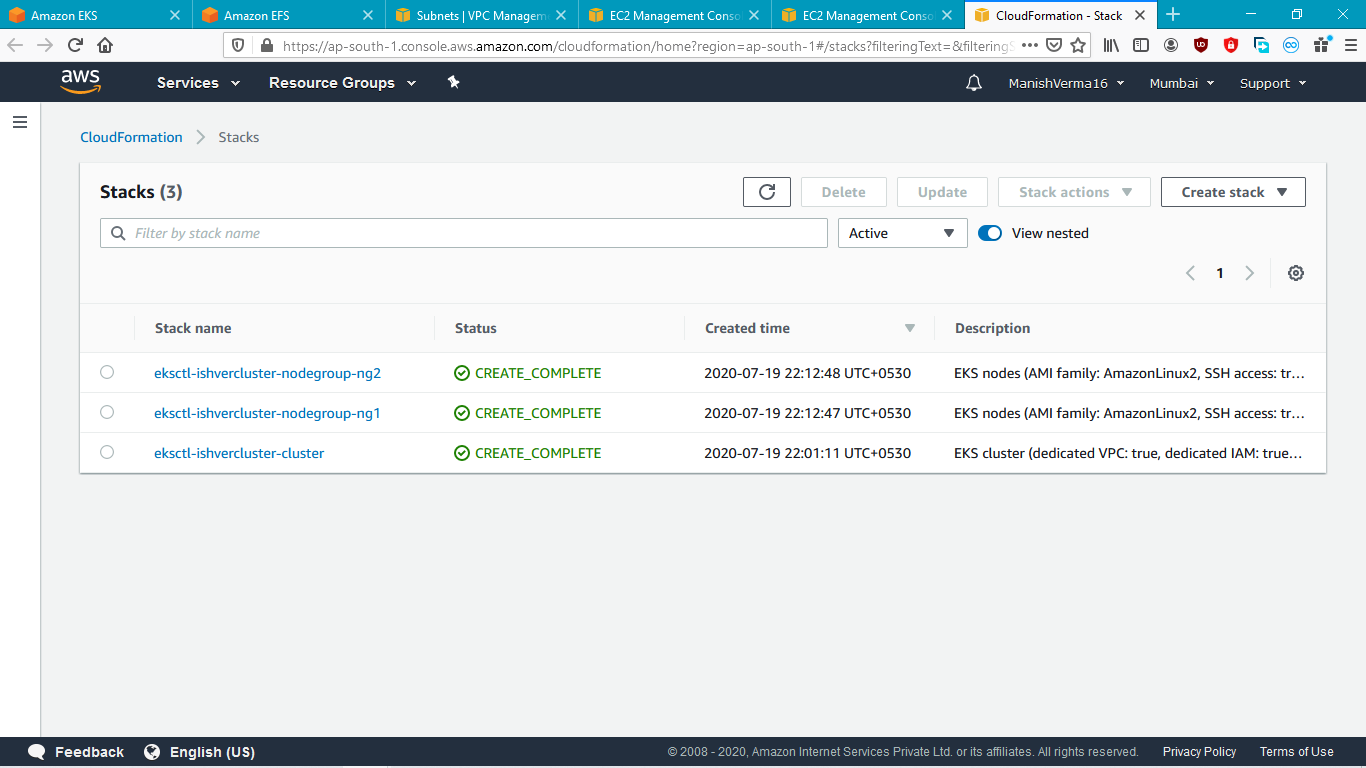 Amazon EKS
Amazon EFS
Subnets | VPC Managem
EC2 Management Conso
EC2 Management Conso
CloudFormation - Stack
https://ap-south-1.console.aws.amazon.com/cloudformation/home?region=ap-south-1#/stacks?filteringText=&filteringS
aws
Services
Resource Groups
ManishVerma16
Mumbai
Support
CloudFormation
Stacks
Stacks (3)
Delete
Update
Stack actions
Create stack
Filter by stack name
Active
View nested
1
Stack name
Status
Created time
Description
eksctl-ishvercluster-nodegroup-ng2
CREATE_COMPLETE
2020-07-19 22:12:48 UTC+0530
EKS nodes (AMI family: AmazonLinux2, SSH access: tr...
eksctl-ishvercluster-nodegroup-ng1
CREATE_COMPLETE
2020-07-19 22:12:47 UTC+0530
EKS nodes (AMI family: AmazonLinux2, SSH access: tr...
eksctl-ishvercluster-cluster
CREATE_COMPLETE
2020-07-19 22:01:11 UTC+0530
EKS cluster (dedicated VPC: true, dedicated IAM: true...
Feedback
English (US)
© 2008 - 2020, Amazon Internet Services Private Ltd. or its affiliates. All rights reserved.
Privacy Policy
Terms of Use